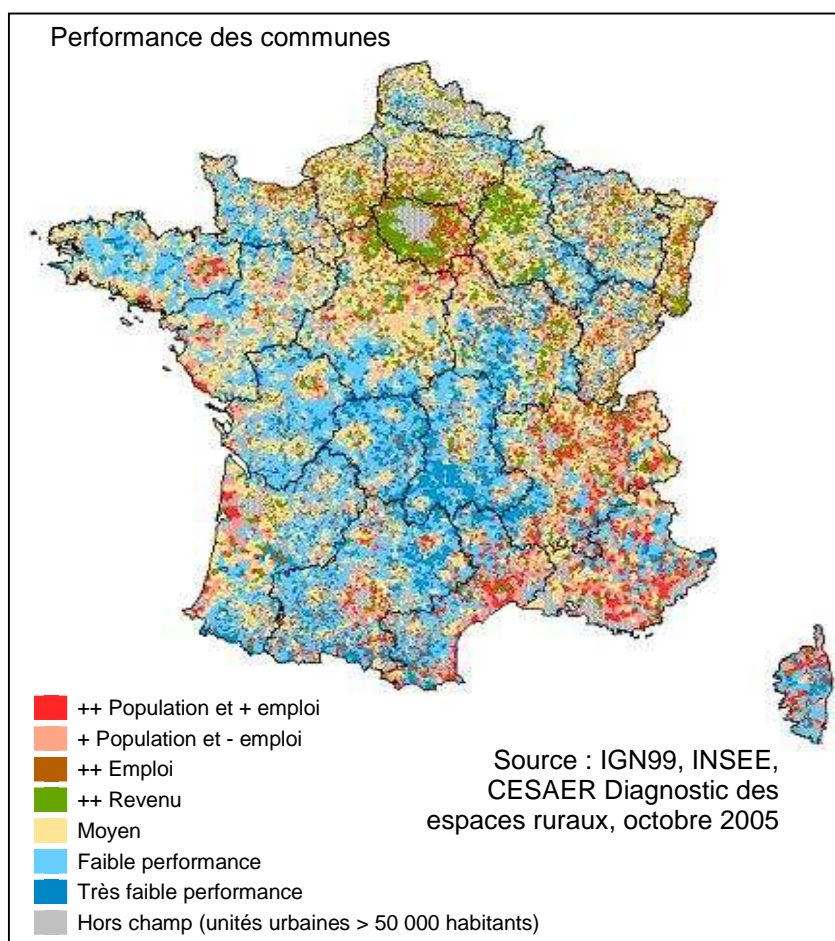 Performance des communes
++ Population et + emploi
+ Population et - emploi
++ Emploi
++ Revenu
Moyen
Faible performance
Très faible performance
Hors champ (unités urbaines > 50 000 habitants)
Source : IGN99, INSEE,
CESAER Diagnostic des
espaces ruraux, octobre 2005